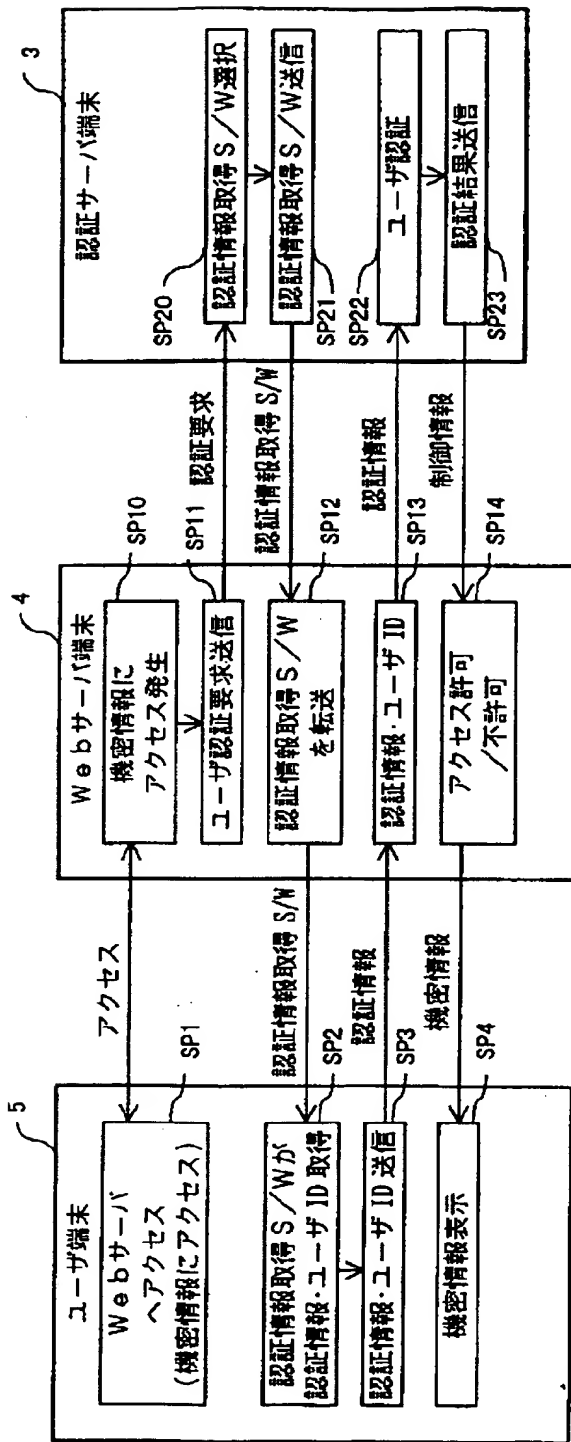 5
ユーザ端末
Webサーバ
へアクセス
(機密情報にアクセス)
SP1
認証情報取得S/Wが
認証情報・ユーザID取得
SP2
認証情報・ユーザID送信
SP3
機密情報表示
SP4
アクセス
認証情報取得S/W
認証情報
機密情報
4
Webサーバ端末
機密情報に
アクセス発生
SP10
ユーザ認証要求送信
SP11
認証情報取得S/W
を転送
SP12
認証情報・ユーザID
SP13
アクセス許可
/不許可
SP14
認証要求
認証情報取得S/W
認証情報
制御情報
3
認証サーバ端末
SP20
認証情報取得S/W選択
認証情報取得S/W送信
SP21
SP22
ユーザ認証
認証結果送信
SP23